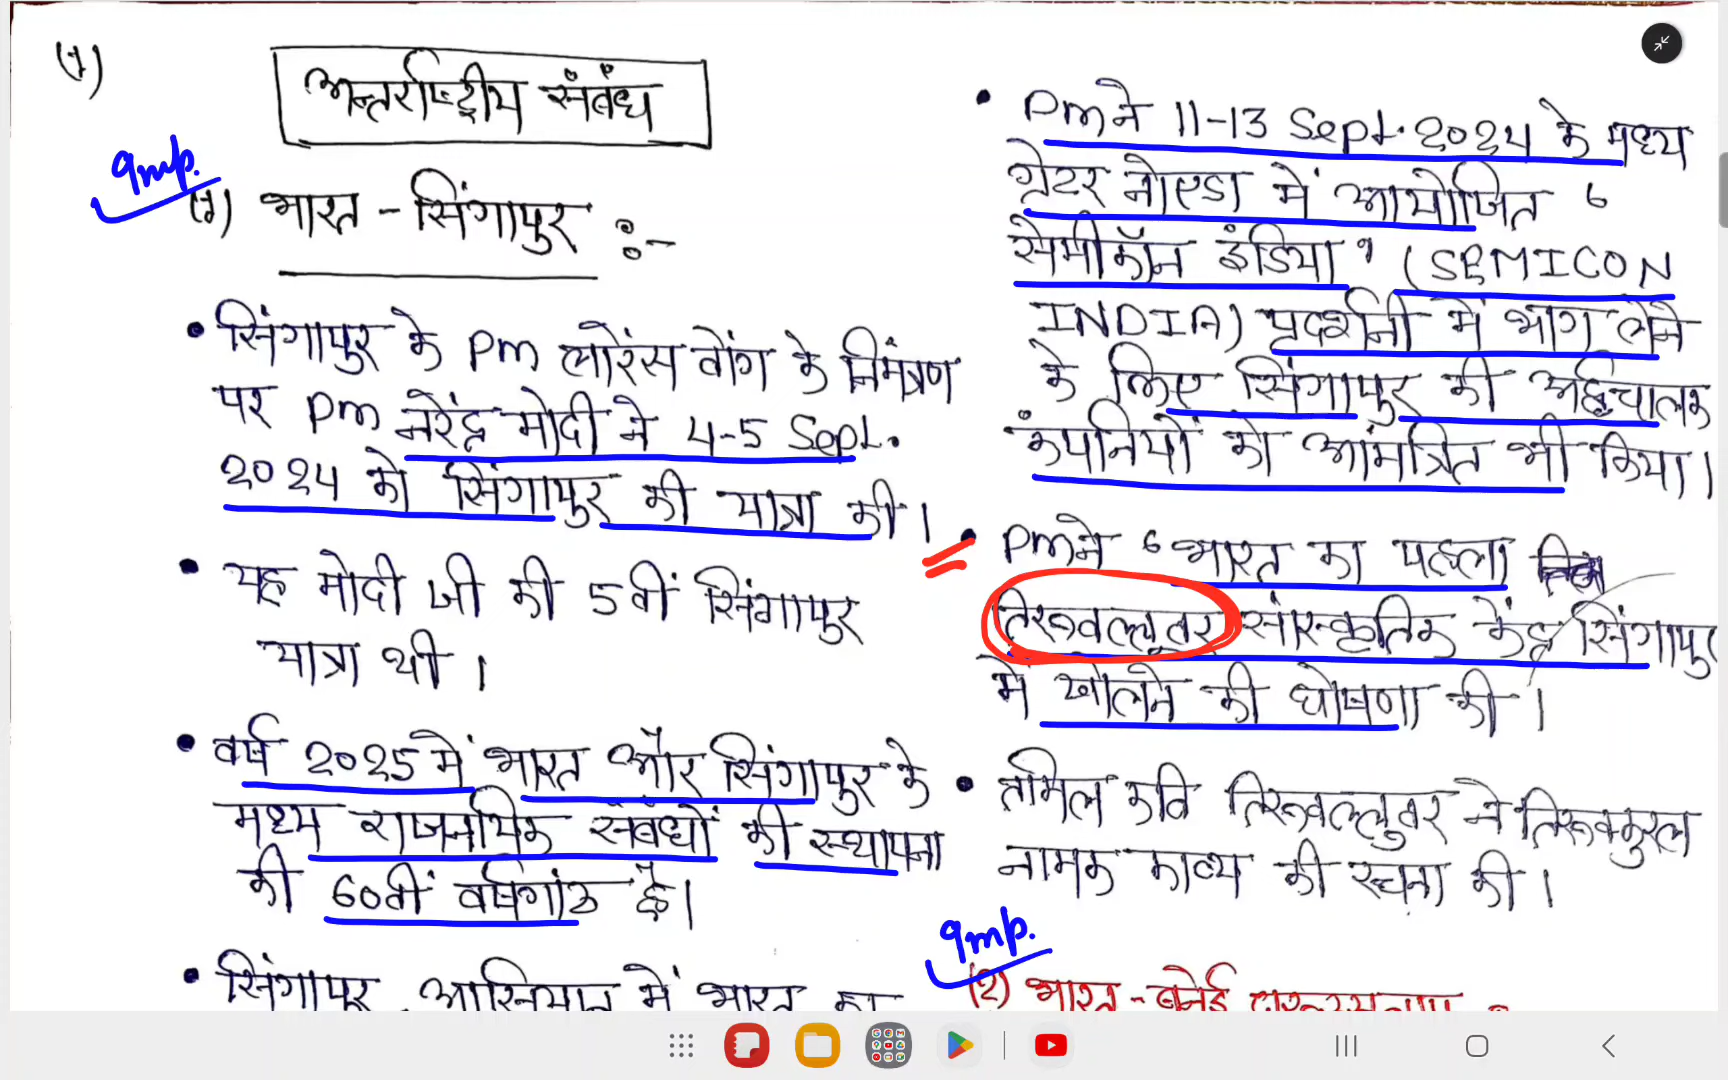 (1)
अन्तर्राष्ट्रीय संबंध
Imp.
(1) भारत - सिंगापुर :-
• सिंगापुर के PM लॉरेंस वोंग के निमंत्रण
पर PM नरेंद्र मोदी ने 4-5 Sept.
2024 को सिंगापुर की यात्रा की।
• यह मोदी जी की 5वीं सिंगापुर
यात्रा थी।
• वर्ष 2025 में भारत और सिंगापुर के
मध्य राजनयिक संबंधों की स्थापना
की 60वीं वर्षगांठ है।
• सिंगापुर, आसियान में भारत का
• PM ने 11-13 Sept. 2024 के मध्य
ग्रेटर नोएडा में आयोजित '
सेमीकॉन इंडिया' (SEMICON
INDIA) प्रदर्शनी में भाग लेने
के लिए सिंगापुर की अर्द्धचालक
कंपनियों को आमंत्रित भी किया।
• PM ने 'भारत का पहला
तिरूवल्लूवर सांस्कृतिक केंद्र सिंगापुर
में खोलने की घोषणा की।
• तमिल कवि तिरूवल्लुवर ने तिरूक्कुरल
नामक काव्य की रचना की।
Imp.
(2) भारत - ब्रुनेई दारुस्सलाम :